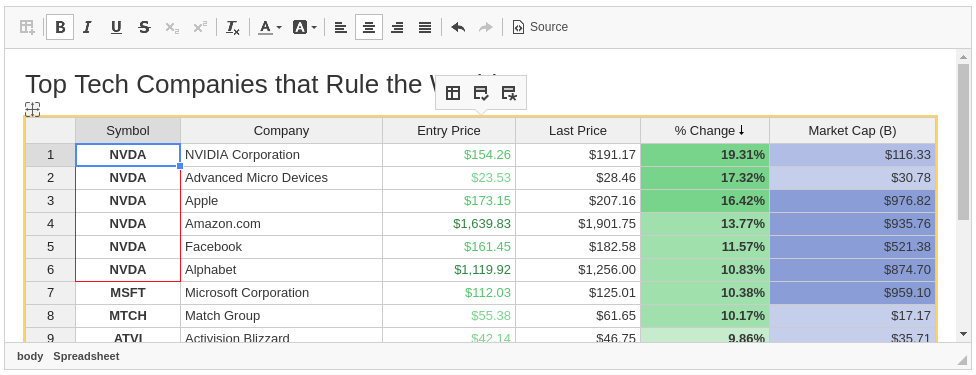 B I U S x₂ x² Tx A A Source
Top Tech Companies that Rule the
Symbol Company Entry Price Last Price % Change Market Cap (B)
1 NVDA NVIDIA Corporation $154.26 $191.17 19.31% $116.33
2 NVDA Advanced Micro Devices $23.53 $28.46 17.32% $30.78
3 NVDA Apple $173.15 $207.16 16.42% $976.82
4 NVDA Amazon.com $1,639.83 $1,901.75 13.77% $935.76
5 NVDA Facebook $161.45 $182.58 11.57% $521.38
6 NVDA Alphabet $1,119.92 $1,256.00 10.83% $874.70
7 MSFT Microsoft Corporation $112.03 $125.01 10.38% $959.10
8 MTCH Match Group $55.38 $61.65 10.17% $17.17
9 ATVI Activision Blizzard $42.14 $46.75 9.86% $35.71
body Spreadsheet